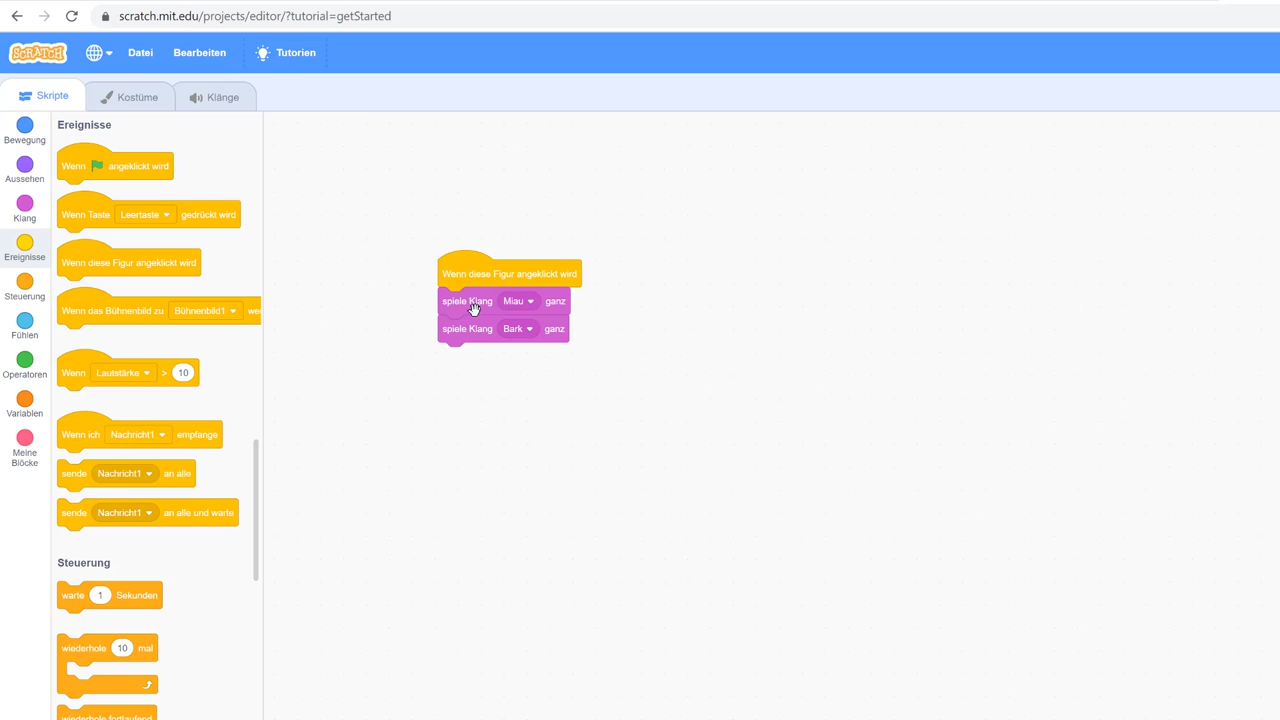 scratch.mit.edu/projects/editor/?tutorial=getStarted
SCRATCH Datei Bearbeiten Tutorien
Skripte Kostüme Klänge
Bewegung
Aussehen
Klang
Ereignisse
Steuerung
Fühlen
Operatoren
Variablen
Meine
Blöcke
Ereignisse
Wenn angeklickt wird
Wenn Taste Leertaste gedrückt wird
Wenn diese Figur angeklickt wird
Wenn das Bühnenbild zu Bühnenbild1
Wenn Lautstärke > 10
Wenn ich Nachricht1 empfange
sende Nachricht1 an alle
sende Nachricht1 an alle und warte
Steuerung
warte 1 Sekunden
wiederhole 10 mal
wiederhole fortlaufend
Wenn diese Figur angeklickt wird
spiele Klang Miau ganz
spiele Klang Bark ganz